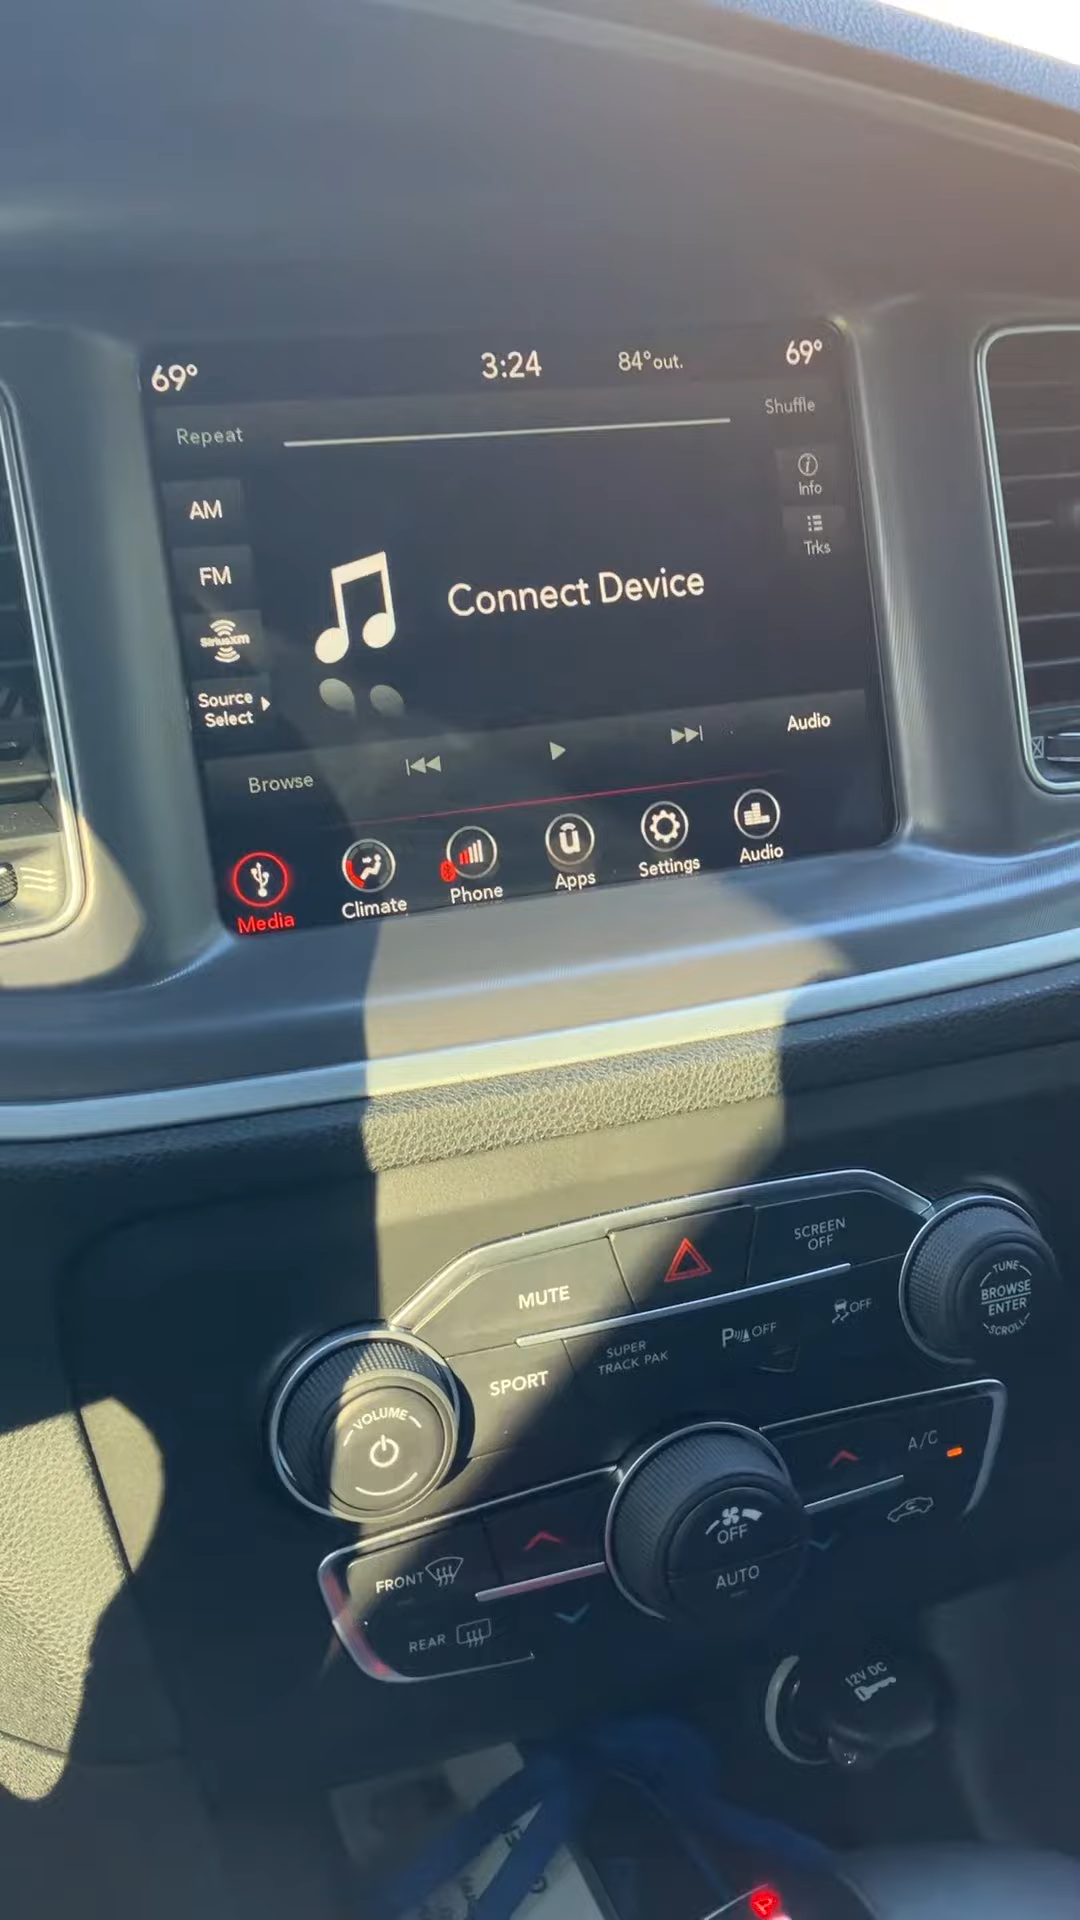 69°
3:24
84°out.
69°
Repeat
Shuffle
AM
Info
FM
Trks
SiriusXM
Connect Device
Source
Select
Audio
Browse
Media
Climate
Phone
Apps
Settings
Audio
MUTE
SCREEN
OFF
TUNE
BROWSE
ENTER
SCROLL
SPORT
SUPER
TRACK PAK
P OFF
OFF
VOLUME
A/C
OFF
AUTO
FRONT
REAR
12V DC